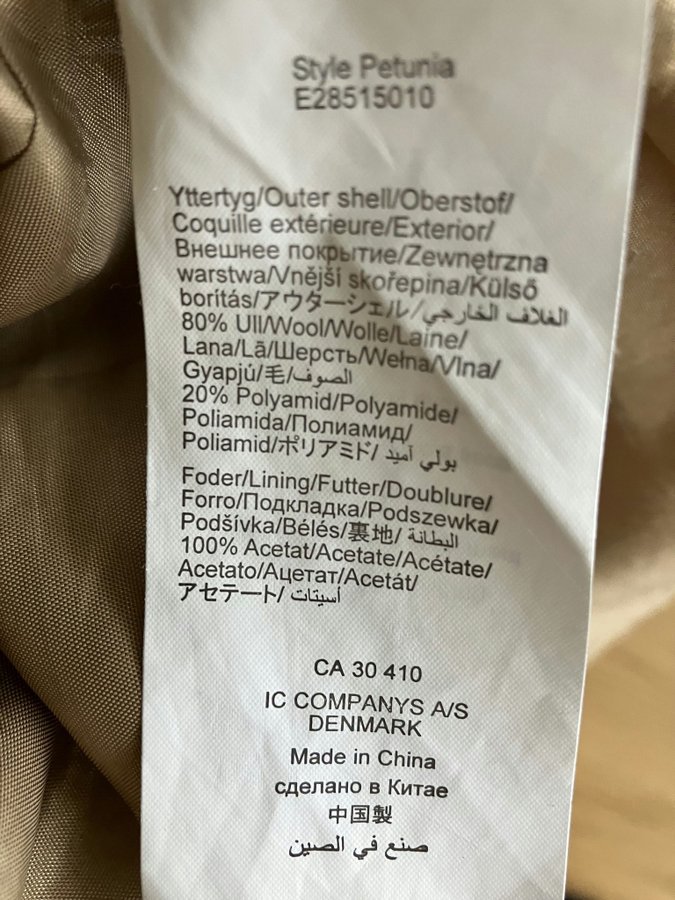 Style Petunia
E28515010
Yttertyg/Outer shell/Oberstof/
Coquille extérieure/Exterior/
Внешнее покрытие/Zewnętrzna
warstwa/Vnější skořepina/Külső
borítás/アウターシェル/الغلاف الخارجي/
80% Ull/Wool/Wolle/Laine/
Lana/Lã/Шерсть/Wełna/Vlna/
Gyapjú/毛/الصوف/
20% Polyamid/Polyamide/
Poliamida/Полиамид/
Poliamid/ポリアミド/ بولي آميد
Foder/Lining/Futter/Doublure/
Forro/Подкладка/Podszewka/
Podšívka/Bélés/裏地/ البطانة
100% Acetat/Acetate/Acétate/
Acetato/Ацетат/Acetát/
アセテート/ أسيتات
CA 30 410
IC COMPANYS A/S
DENMARK
Made in China
сделано в Китае
中国製
صنع في الصين